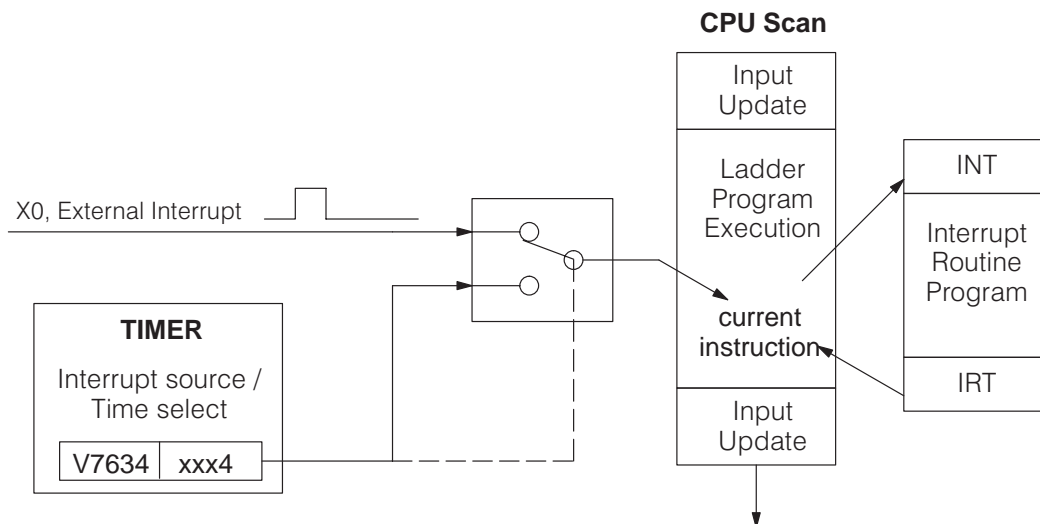 CPU Scan
Input
Update
Ladder
Program
Execution
current
instruction
Input
Update
INT
Interrupt
Routine
Program
IRT
X0, External Interrupt
TIMER
Interrupt source /
Time select
V7634 xxx4